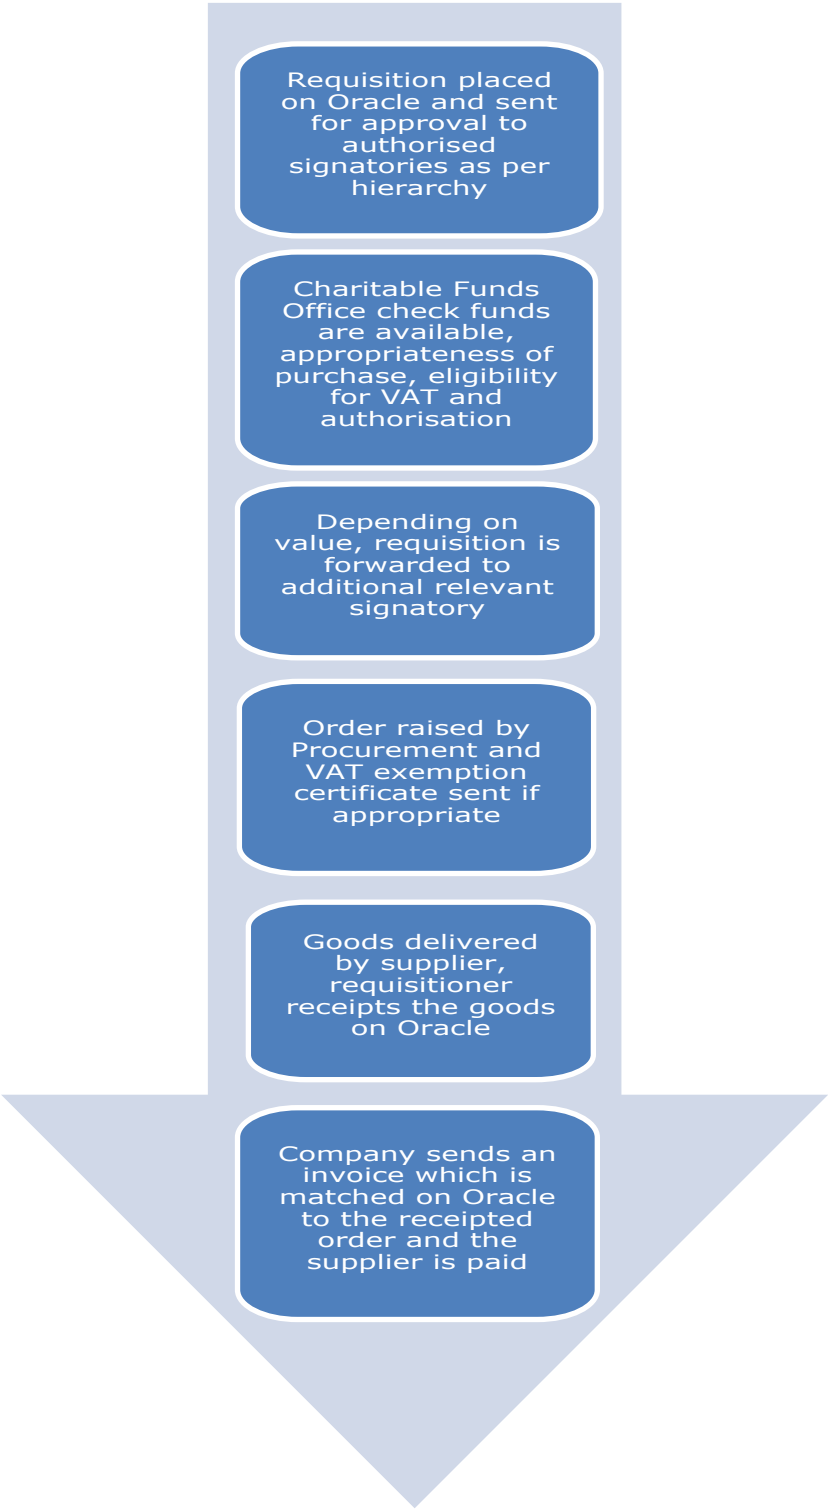 Requisition placed
on Oracle and sent
for approval to
authorised
signatories as per
hierarchy
Charitable Funds
Office check funds
are available,
appropriateness of
purchase, eligibility
for VAT and
authorisation
Depending on
value, requisition is
forwarded to
additional relevant
signatory
Order raised by
Procurement and
VAT exemption
certificate sent if
appropriate
Goods delivered
by supplier,
requisitioner
receipts the goods
on Oracle
Company sends an
invoice which is
matched on Oracle
to the receipted
order and the
supplier is paid